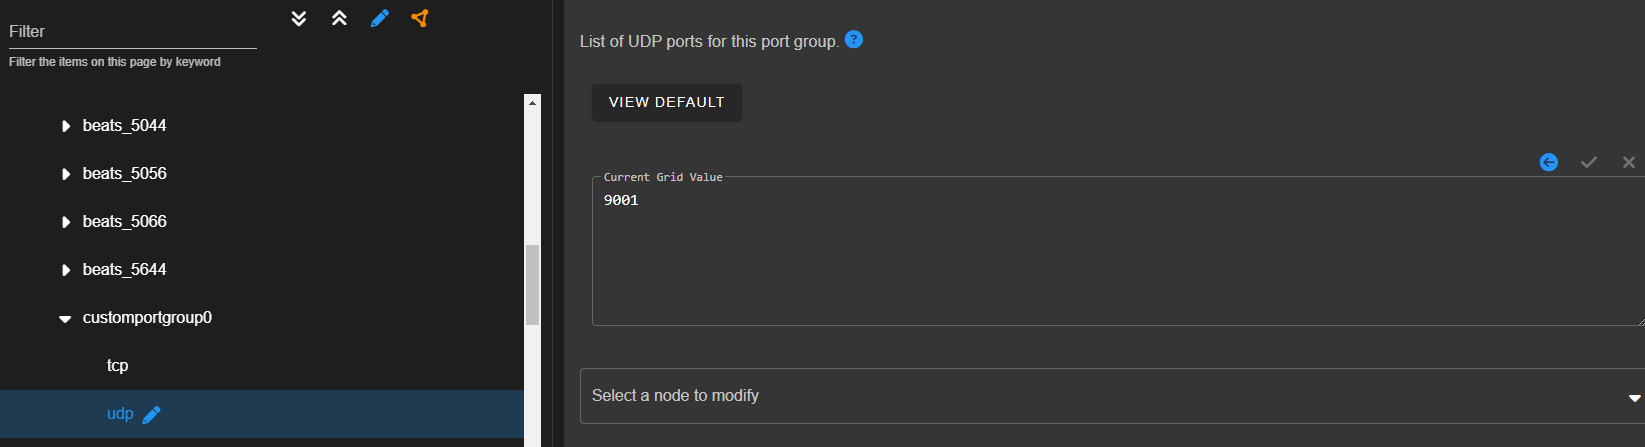 Filter
Filter the items on this page by keyword
beats_5044
beats_5056
beats_5066
beats_5644
customportgroup0
tcp
udp
List of UDP ports for this port group.
?
VIEW DEFAULT
Current Grid Value
9001
Select a node to modify